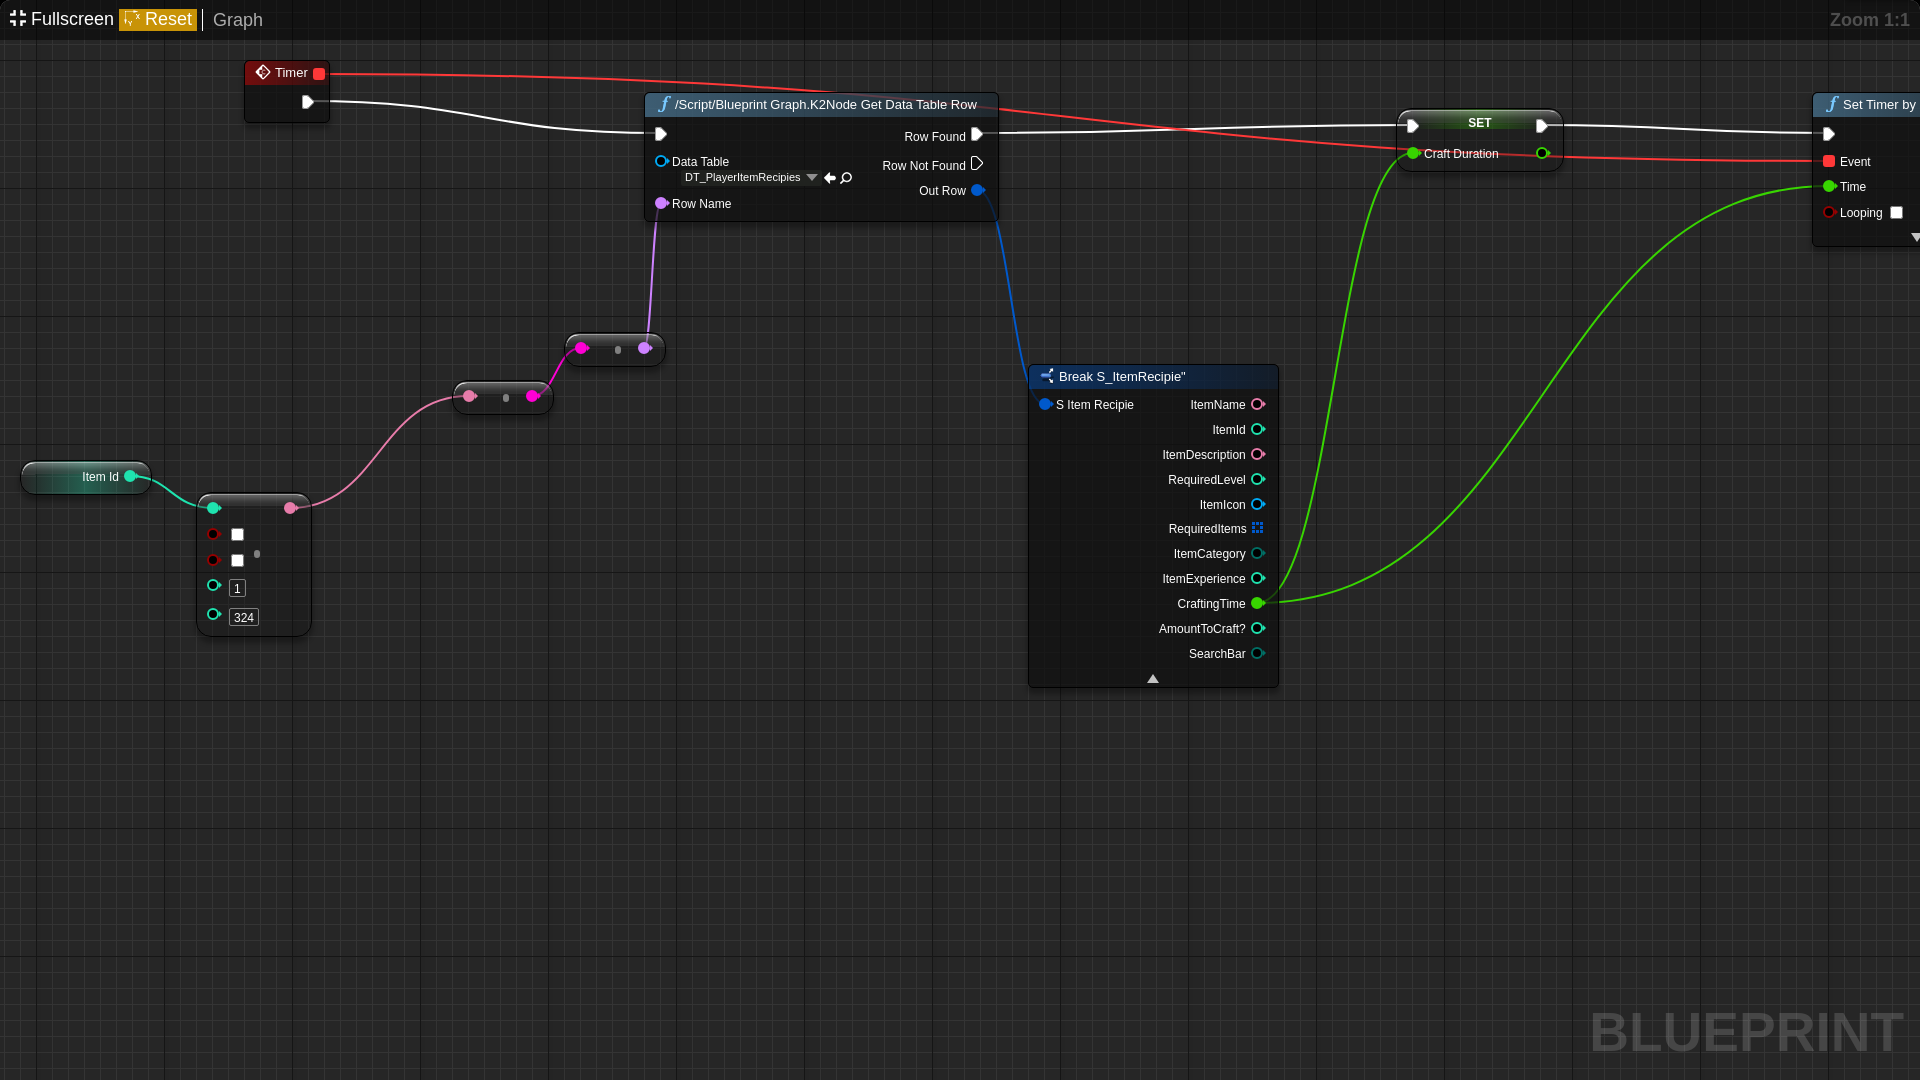 Fullscreen Reset Graph Zoom 1:1
Timer
/Script/Blueprint Graph.K2Node Get Data Table Row
Row Found
Data Table
DT_PlayerItemRecipies
Row Not Found
Out Row
Row Name
SET
Craft Duration
Set Timer by
Event
Time
Looping
Break S_ItemRecipie"
S Item Recipie
ItemName
ItemId
ItemDescription
RequiredLevel
ItemIcon
RequiredItems
ItemCategory
ItemExperience
CraftingTime
AmountToCraft?
SearchBar
Item Id
1
324
BLUEPRINT